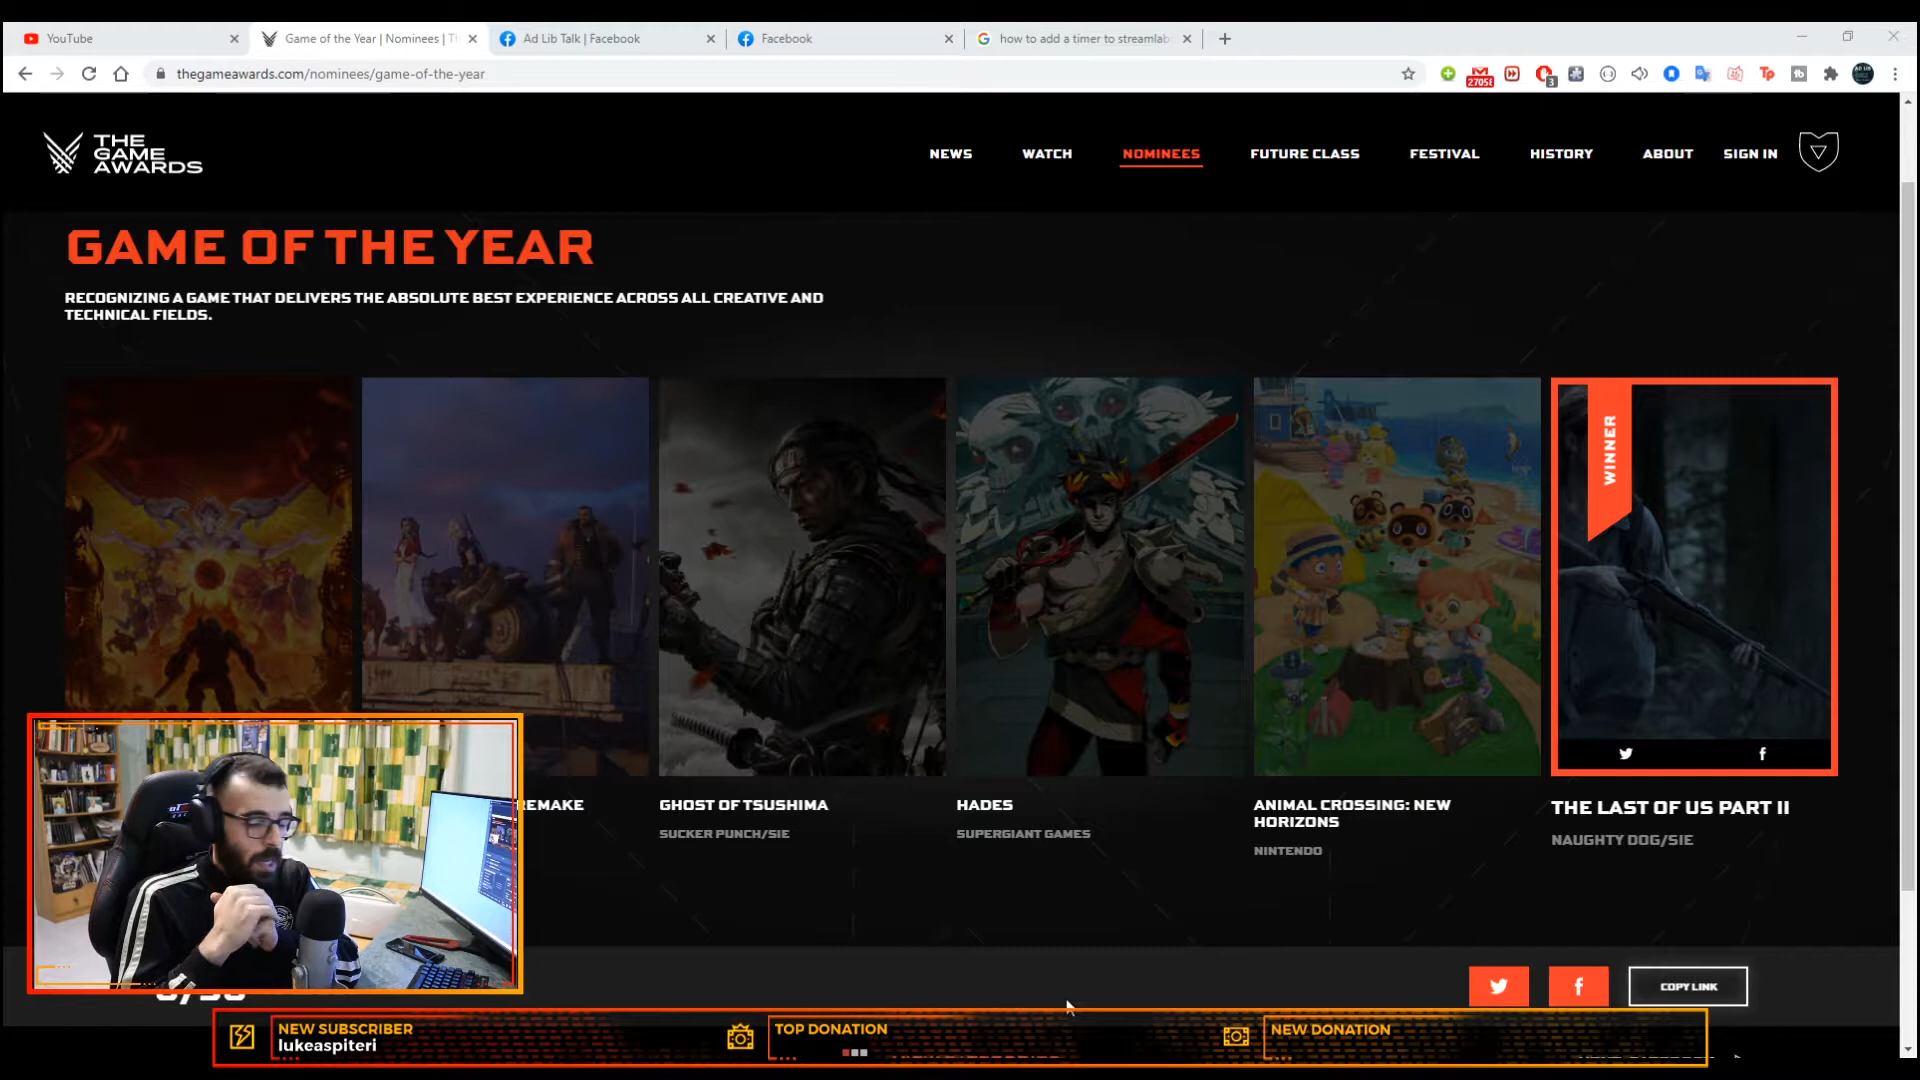 YouTube
Game of the Year | Nominees | Th
Ad Lib Talk | Facebook
Facebook
how to add a timer to streamlab
thegameawards.com/nominees/game-of-the-year
27058
3
THE
GAME
AWARDS
NEWS
WATCH
NOMINEES
FUTURE CLASS
FESTIVAL
HISTORY
ABOUT
SIGN IN
GAME OF THE YEAR
RECOGNIZING A GAME THAT DELIVERS THE ABSOLUTE BEST EXPERIENCE ACROSS ALL CREATIVE AND
TECHNICAL FIELDS.
WINNER
REMAKE
GHOST OF TSUSHIMA
SUCKER PUNCH/SIE
HADES
SUPERGIANT GAMES
ANIMAL CROSSING: NEW
HORIZONS
NINTENDO
THE LAST OF US PART II
NAUGHTY DOG/SIE
COPY LINK
NEW SUBSCRIBER
lukeaspiteri
TOP DONATION
NEW DONATION